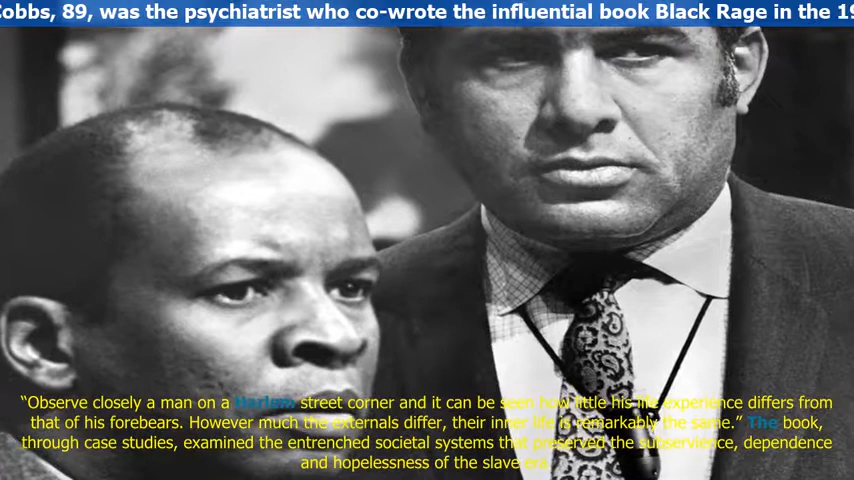 Cobbs, 89, was the psychiatrist who co-wrote the influential book Black Rage in the 19
“Observe closely a man on a Harlem street corner and it can be seen how little his life experience differs from
that of his forebears. However much the externals differ, their inner life is remarkably the same.” The book,
through case studies, examined the entrenched societal systems that preserved the subservience, dependence
and hopelessness of the slave era.